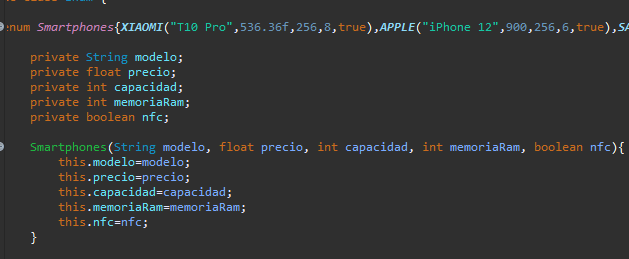 enum Smartphones{XIAOMI("T10 Pro",536.36f,256,8,true),APPLE("iPhone 12",900,256,6,true),SA
private String modelo;
private float precio;
private int capacidad;
private int memoriaRam;
private boolean nfc;
Smartphones(String modelo, float precio, int capacidad, int memoriaRam, boolean nfc){
this.modelo=modelo;
this.precio=precio;
this.capacidad=capacidad;
this.memoriaRam=memoriaRam;
this.nfc=nfc;
}